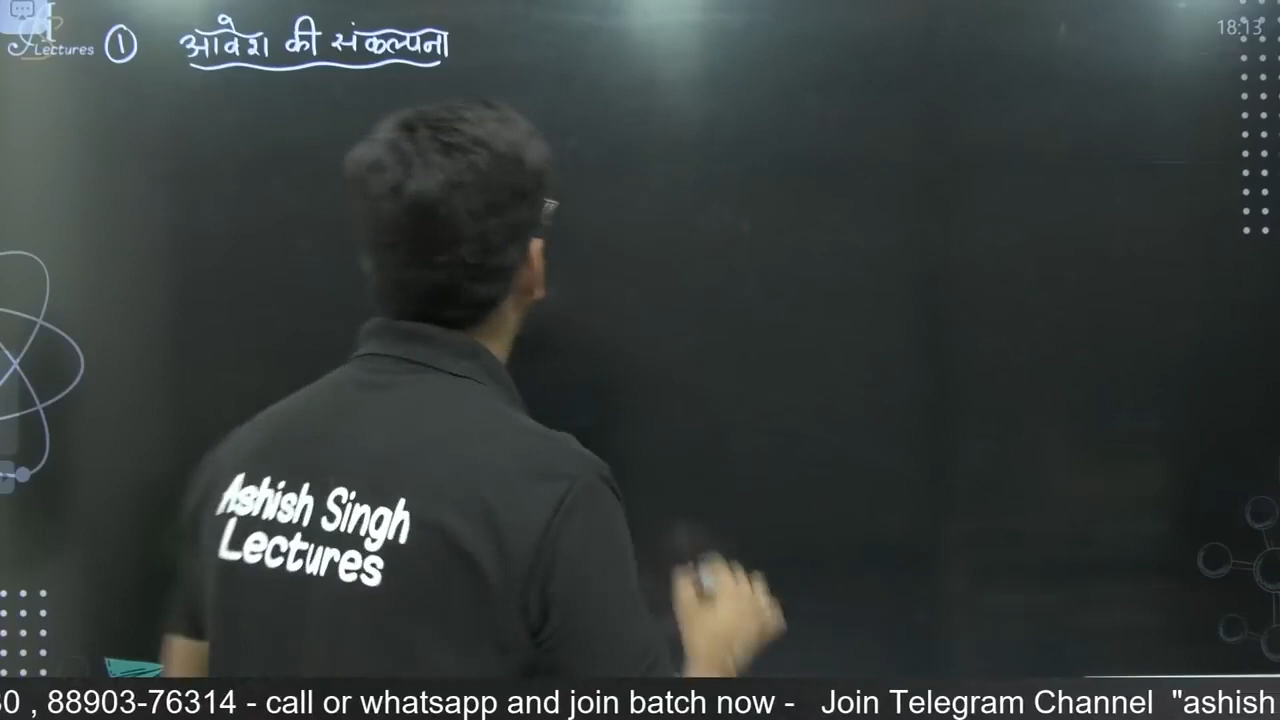 Lectures ① आवेश की संकल्पना
18:13
Ashish Singh
Lectures
, 88903-76314 - call or whatsapp and join batch now - Join Telegram Channel "ashish